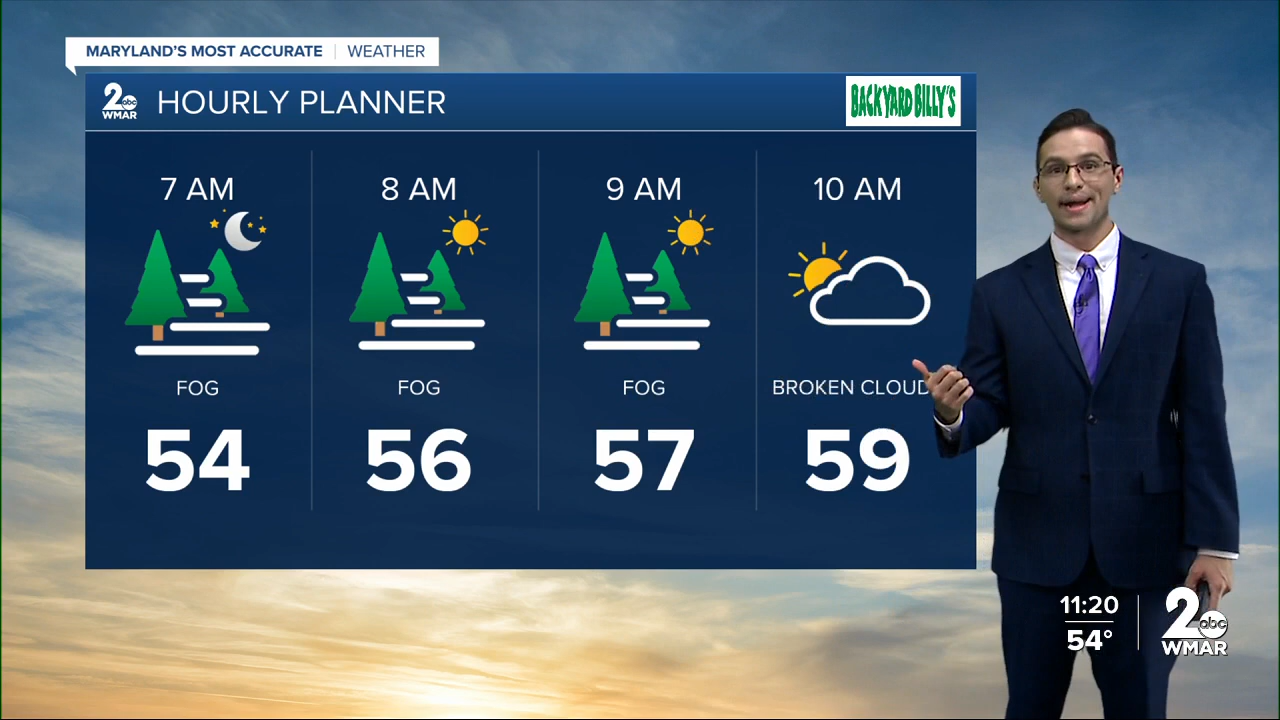 MARYLAND'S MOST ACCURATE | WEATHER
2 abc WMAR HOURLY PLANNER BACKYARD BILLY'S
7 AM 8 AM 9 AM 10 AM
FOG FOG FOG BROKEN CLOUD
54 56 57 59
11:20
54°
2 abc
WMAR